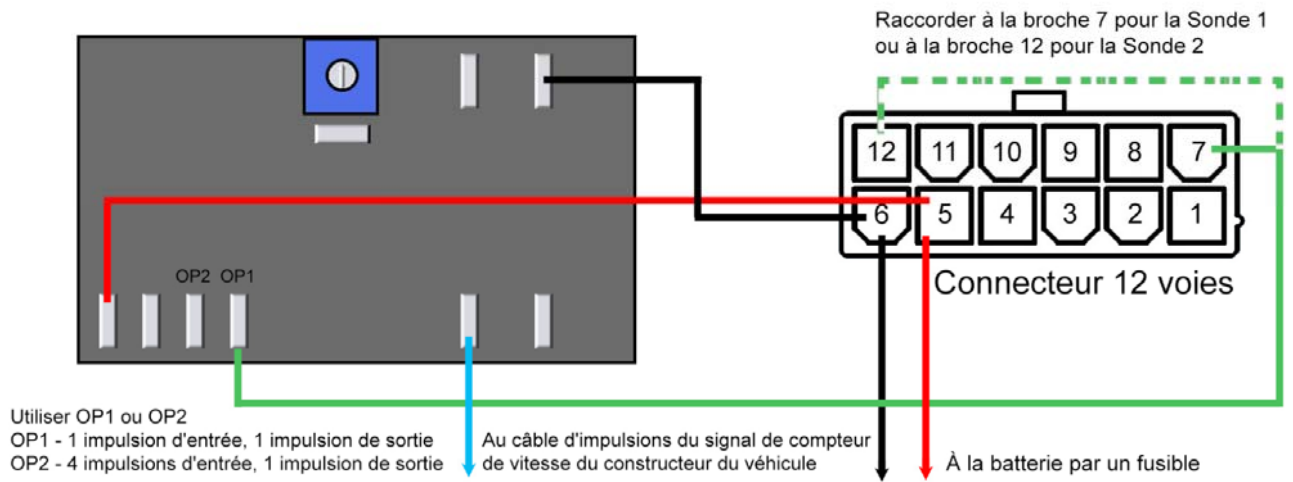 Raccorder à la broche 7 pour la Sonde 1
ou à la broche 12 pour la Sonde 2
12 11 10 9 8 7
6 5 4 3 2 1
Connecteur 12 voies
OP2 OP1
Utiliser OP1 ou OP2
OP1 - 1 impulsion d'entrée, 1 impulsion de sortie
OP2 - 4 impulsions d'entrée, 1 impulsion de sortie
Au câble d'impulsions du signal de compteur
de vitesse du constructeur du véhicule
À la batterie par un fusible